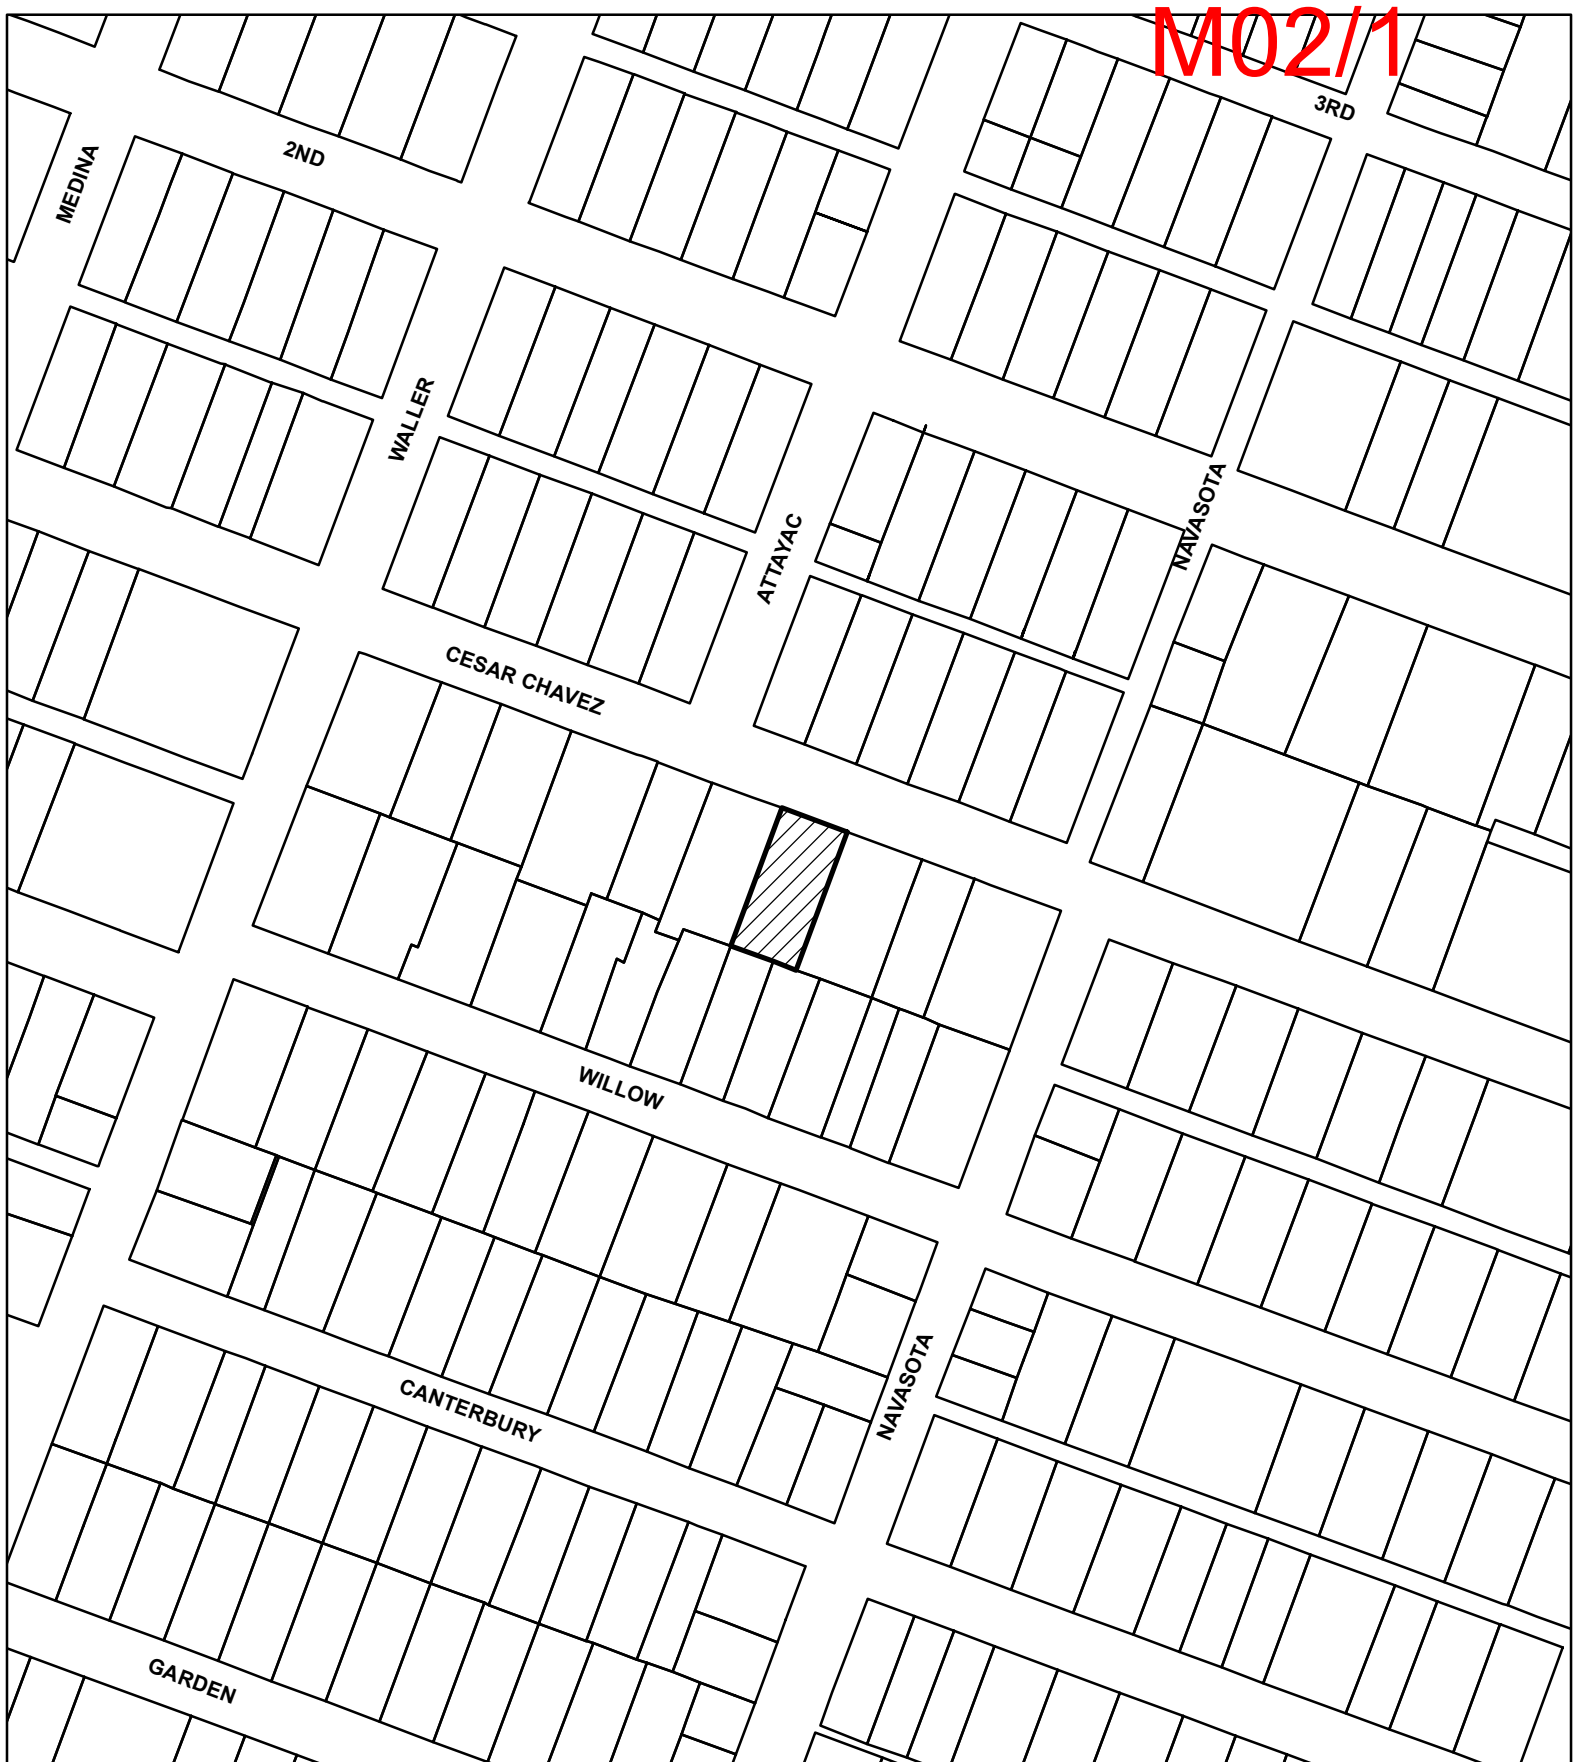 M02/1
3RD
2ND
MEDINA
WALLER
NAVASOTA
ATTAYAC
CESAR CHAVEZ
WILLOW
NAVASOTA
CANTERBURY
GARDEN